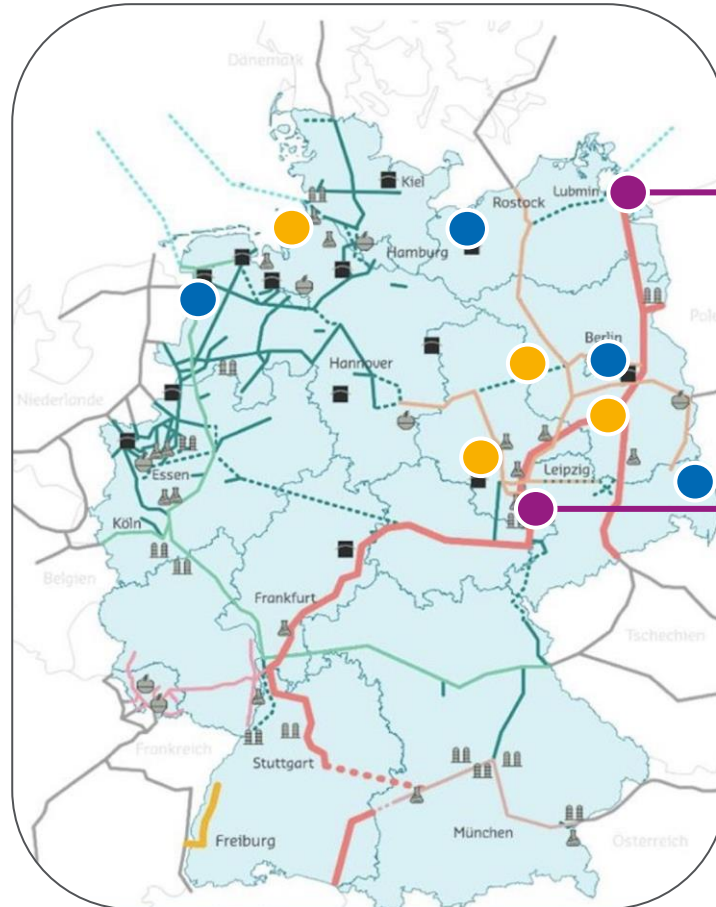 Dänemark
Kiel
Rostock
Lubmin
Hamburg
Berlin
Pole
Hannover
Niederlande
Essen
Leipzig
Köln
Belgien
Frankfurt
Tschechien
Frankreich
Stuttgart
München
Freiburg
Österreich